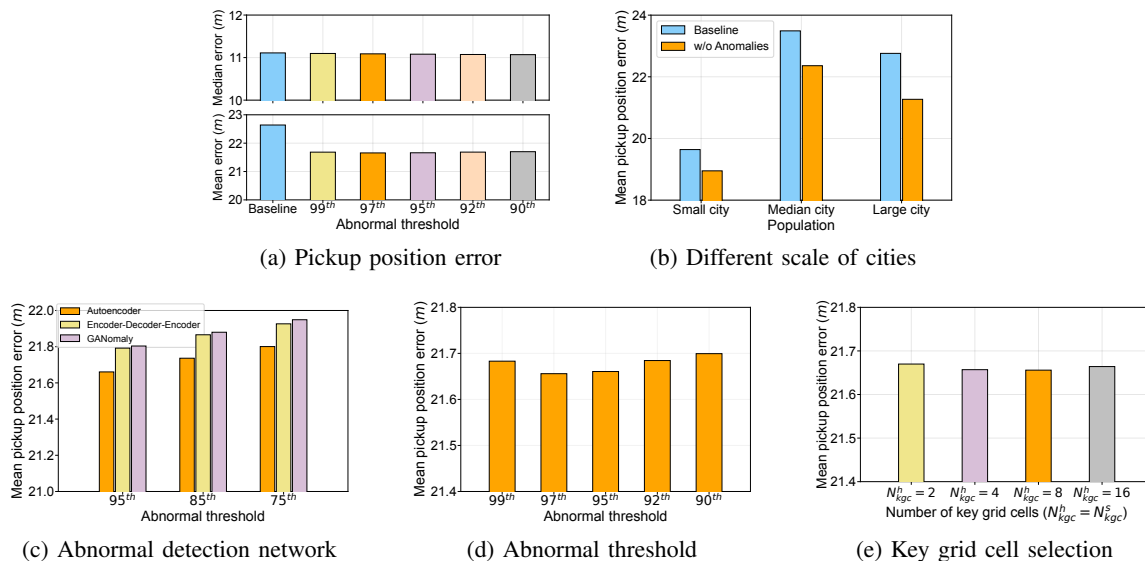 12
11
10
Median error (m)
23
22
21
20
Mean error (m)
Baseline 99th 97th 95th 92th 90th
Abnormal threshold
(a) Pickup position error
24
22
20
18
Mean pickup position error (m)
Baseline
w/o Anomalies
Small city Median city Large city
Population
(b) Different scale of cities
22.0
21.8
21.6
21.4
21.2
21.0
Mean pickup position error (m)
Autoencoder
Encoder-Decoder-Encoder
GANomaly
95th 85th 75th
Abnormal threshold
(c) Abnormal detection network
21.8
21.7
21.6
21.5
21.4
Mean pickup position error (m)
99th 97th 95th 92th 90th
Abnormal threshold
(d) Abnormal threshold
21.8
21.7
21.6
21.5
21.4
Mean pickup position error (m)
N^h_kgc = 2 N^h_kgc = 4 N^h_kgc = 8 N^h_kgc = 16
Number of key grid cells (N^h_kgc = N^s_kgc)
(e) Key grid cell selection